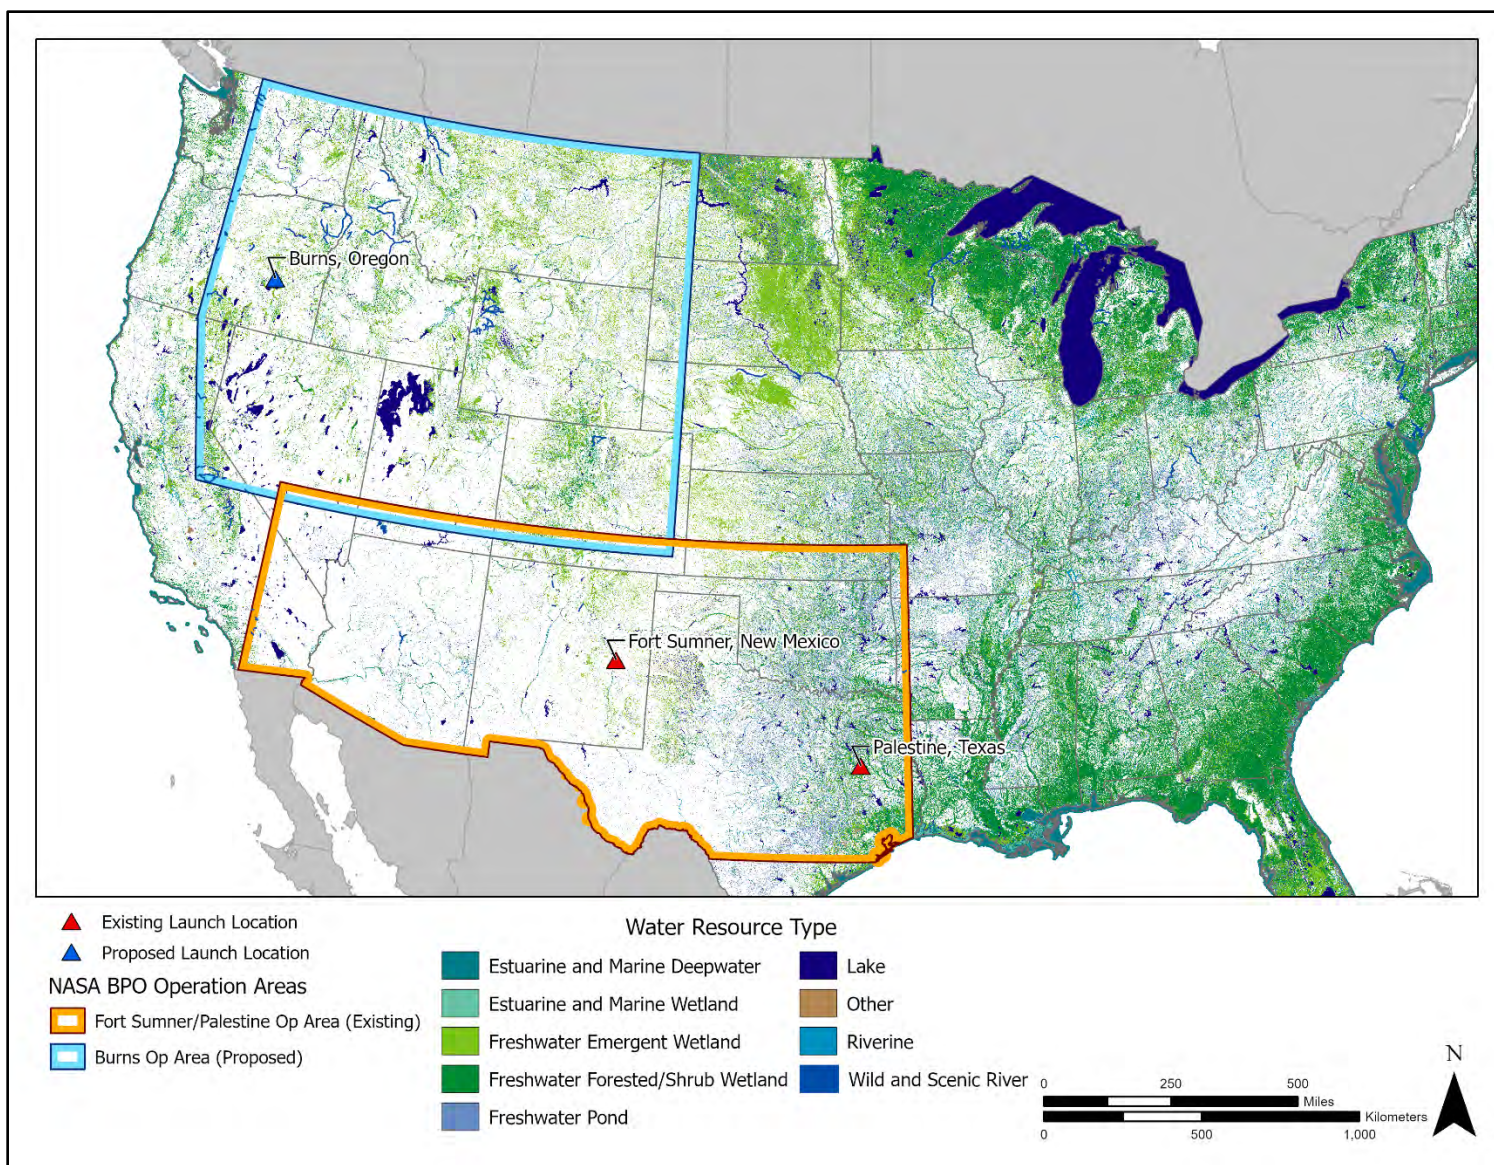 Burns, Oregon
Fort Sumner, New Mexico
Palestine, Texas
Existing Launch Location
Proposed Launch Location
NASA BPO Operation Areas
Fort Sumner/Palestine Op Area (Existing)
Burns Op Area (Proposed)
Water Resource Type
Estuarine and Marine Deepwater
Estuarine and Marine Wetland
Freshwater Emergent Wetland
Freshwater Forested/Shrub Wetland
Freshwater Pond
Lake
Other
Riverine
Wild and Scenic River
0 250 500
Miles
Kilometers
0 500 1,000
N